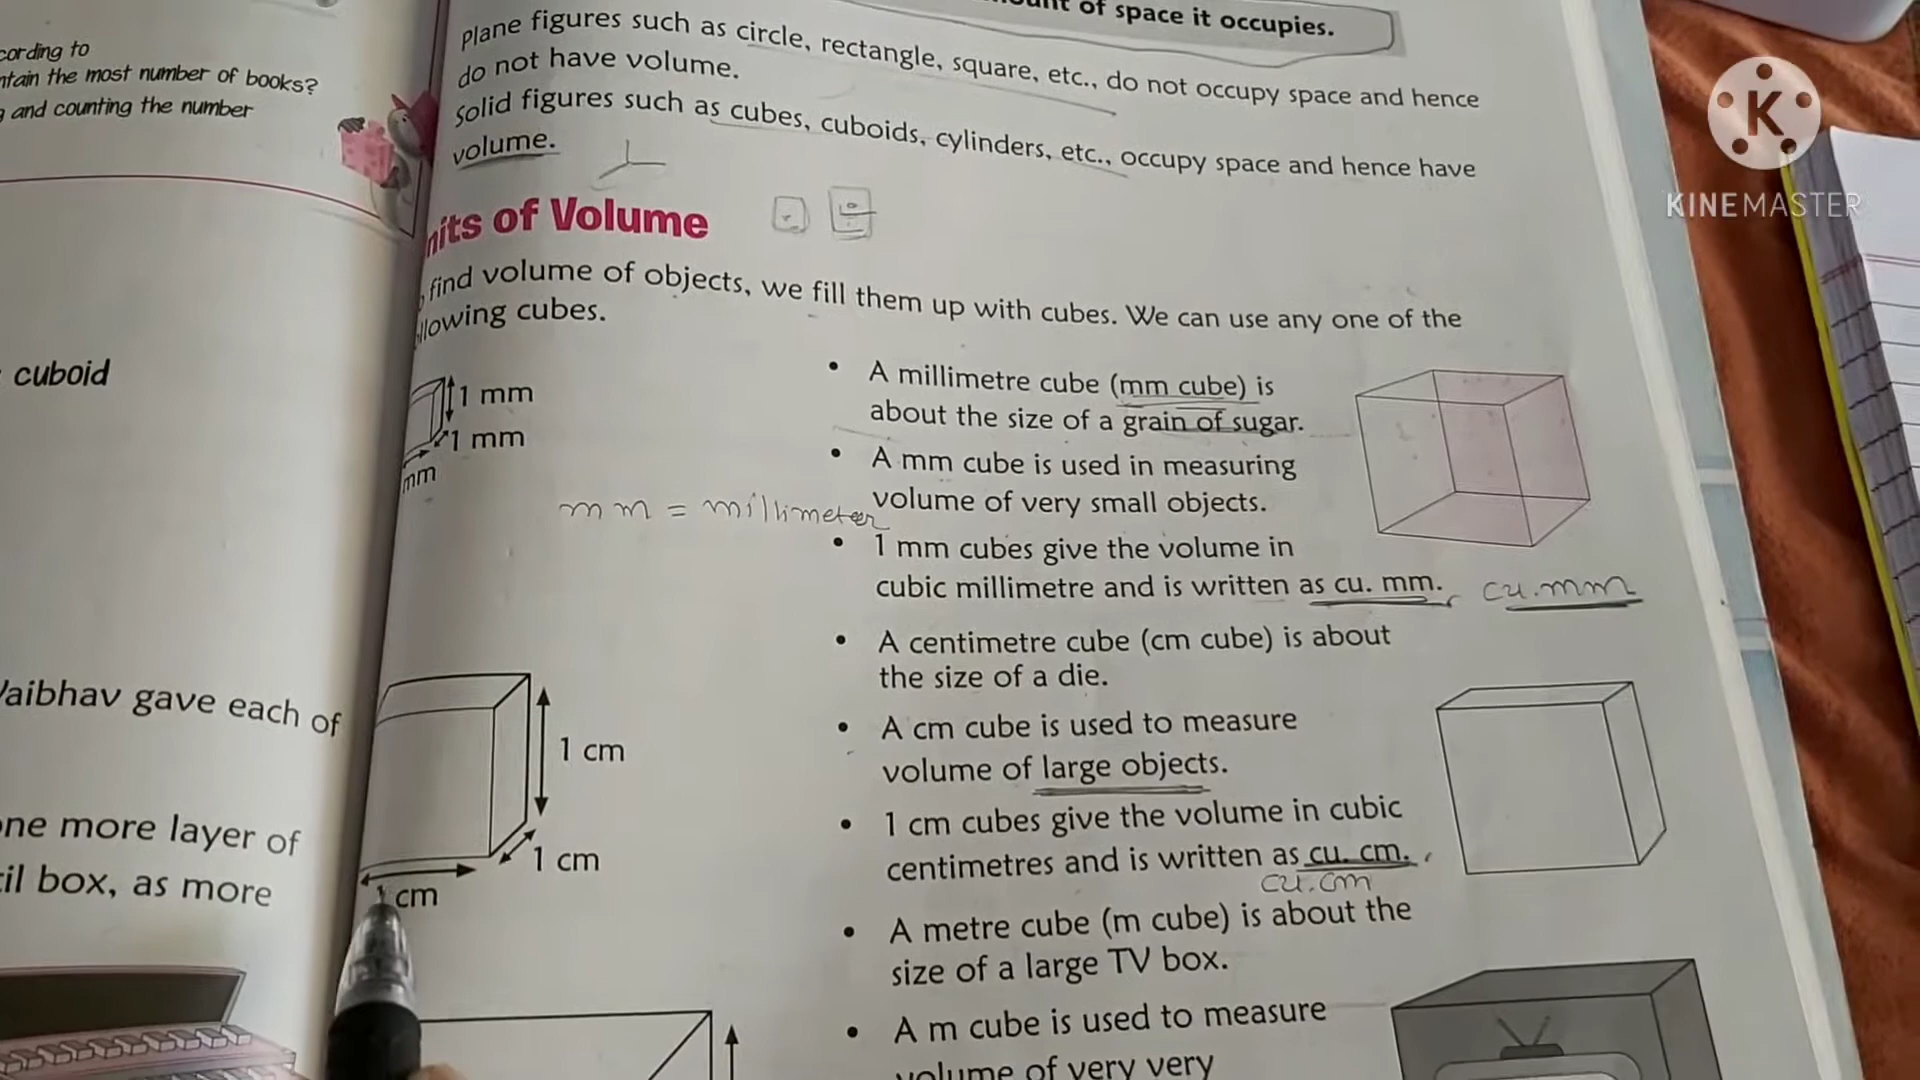 cording to
ntain the most number of books?
and counting the number
cuboid
Vaibhav gave each of
one more layer of
cil box, as more
of space it occupies.
Plane figures such as circle, rectangle, square, etc., do not occupy space and hence
do not have volume.
Solid figures such as cubes, cuboids, cylinders, etc., occupy space and hence have
volume.
nits of Volume
find volume of objects, we fill them up with cubes. We can use any one of the
llowing cubes.
1 mm
1 mm
mm
mm = millimeter
• A millimetre cube (mm cube) is
about the size of a grain of sugar.
• A mm cube is used in measuring
volume of very small objects.
• 1 mm cubes give the volume in
cubic millimetre and is written as cu. mm. cu.mm
• A centimetre cube (cm cube) is about
the size of a die.
• A cm cube is used to measure
volume of large objects.
• 1 cm cubes give the volume in cubic
centimetres and is written as cu. cm.
cu.cm
1 cm
1 cm
1 cm
• A metre cube (m cube) is about the
size of a large TV box.
• A m cube is used to measure
volume of very very
K
KINEMASTER